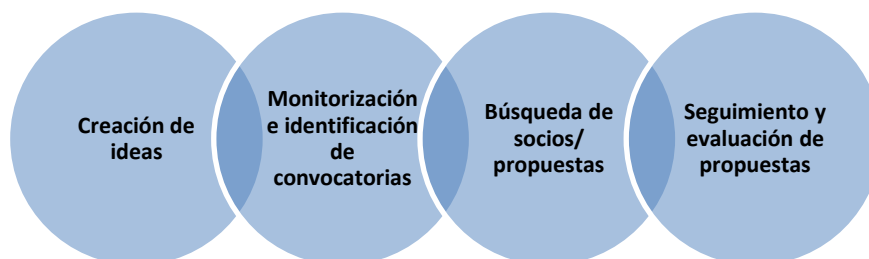 Creación de
ideas
Monitorización
e identificación
de
convocatorias
Búsqueda de
socios/
propuestas
Seguimiento y
evaluación de
propuestas